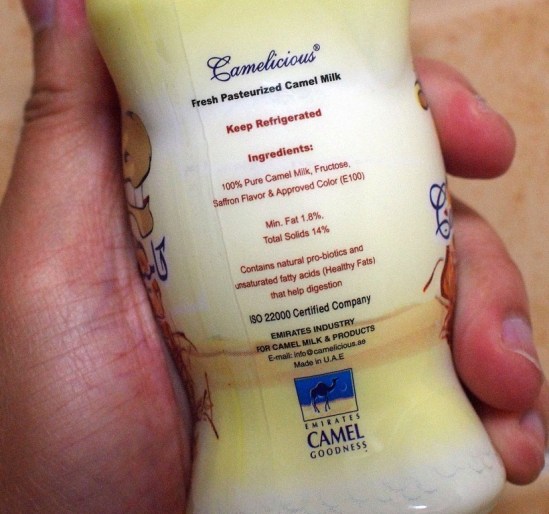 Camelicious®
Fresh Pasteurized Camel Milk
Keep Refrigerated
Ingredients:
100% Pure Camel Milk, Fructose,
Saffron Flavor & Approved Color (E100)
Min. Fat 1.8%,
Total Solids 14%
Contains natural pro-biotics and
unsaturated fatty acids (Healthy Fats)
that help digestion
ISO 22000 Certified Company
EMIRATES INDUSTRY
FOR CAMEL MILK & PRODUCTS
E-mail: info@camelicious.ae
Made in U.A.E
EMIRATES
CAMEL
GOODNESS